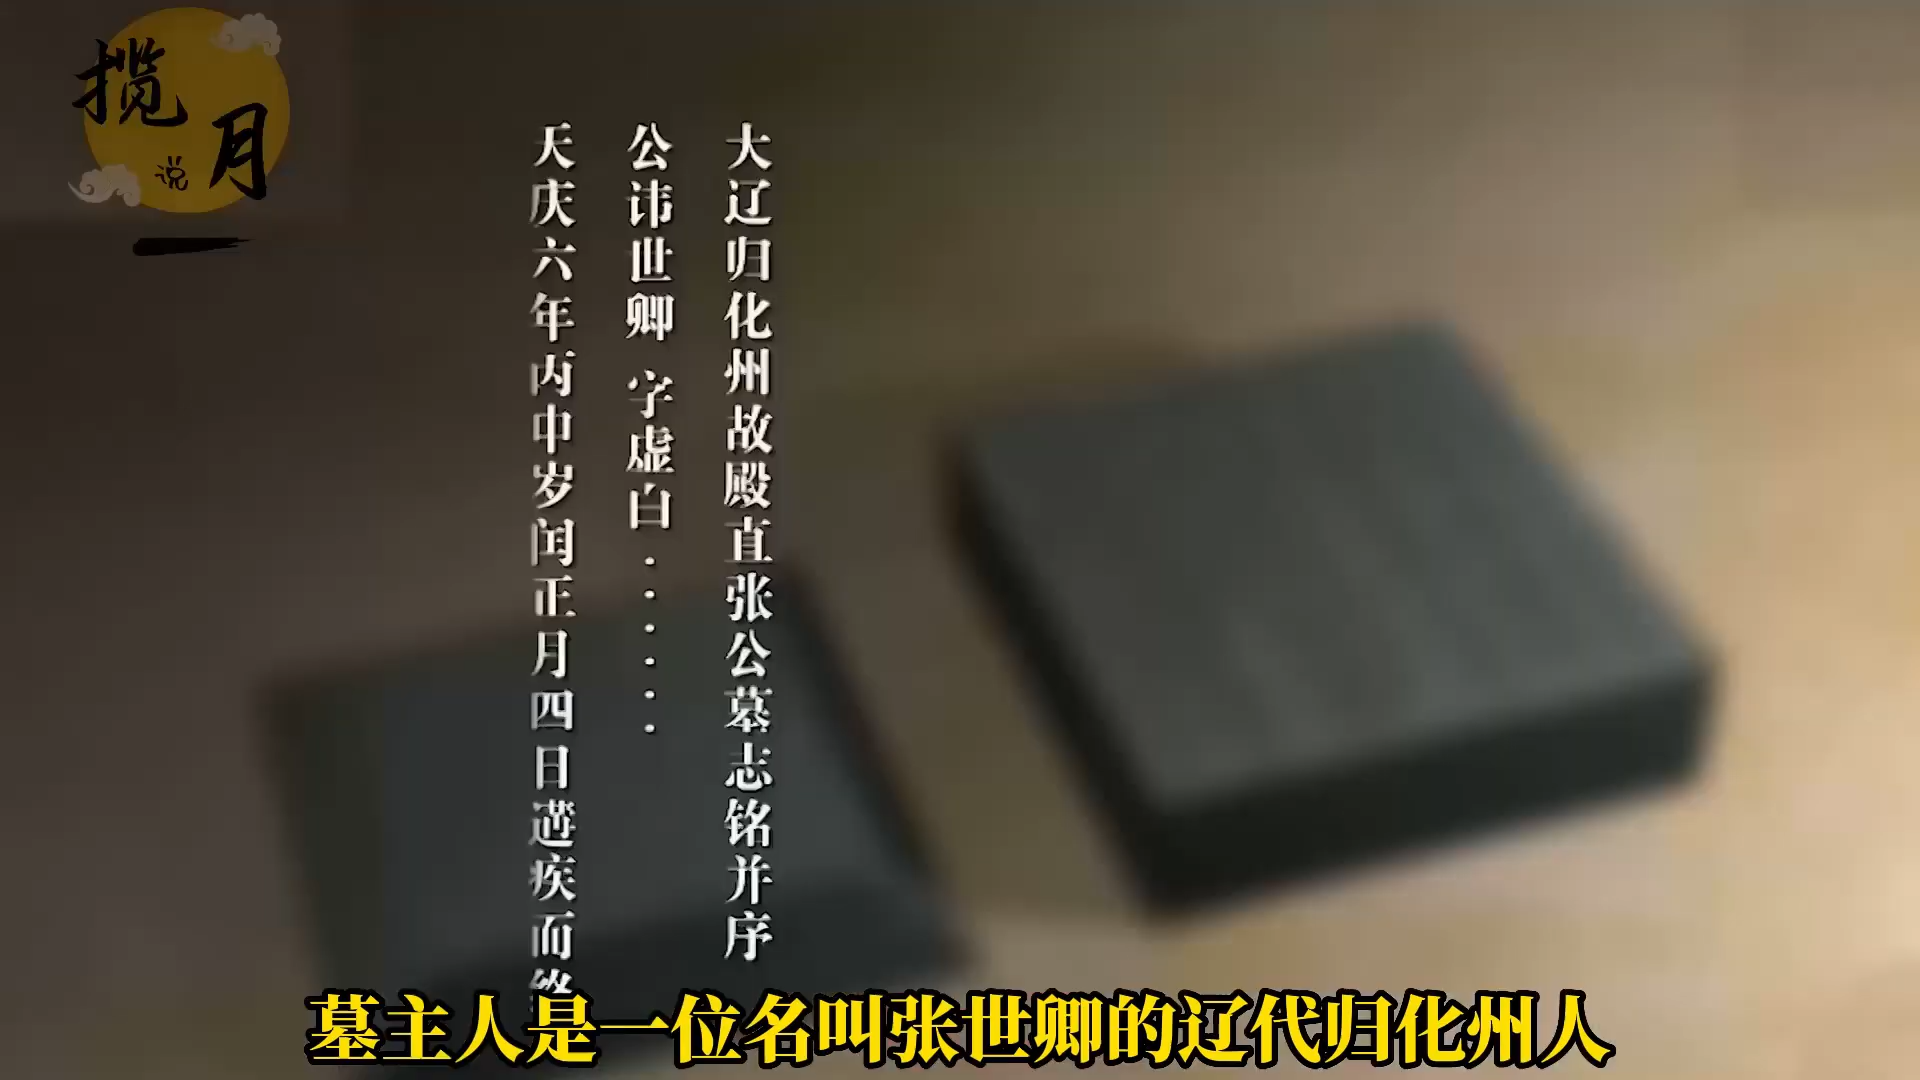 揽月
说
大辽归化州故殿直张公墓志铭并序
公讳世卿 字虚白······
天庆六年丙申岁闰正月四日遘疾而终
墓主人是一位名叫张世卿的辽代归化州人